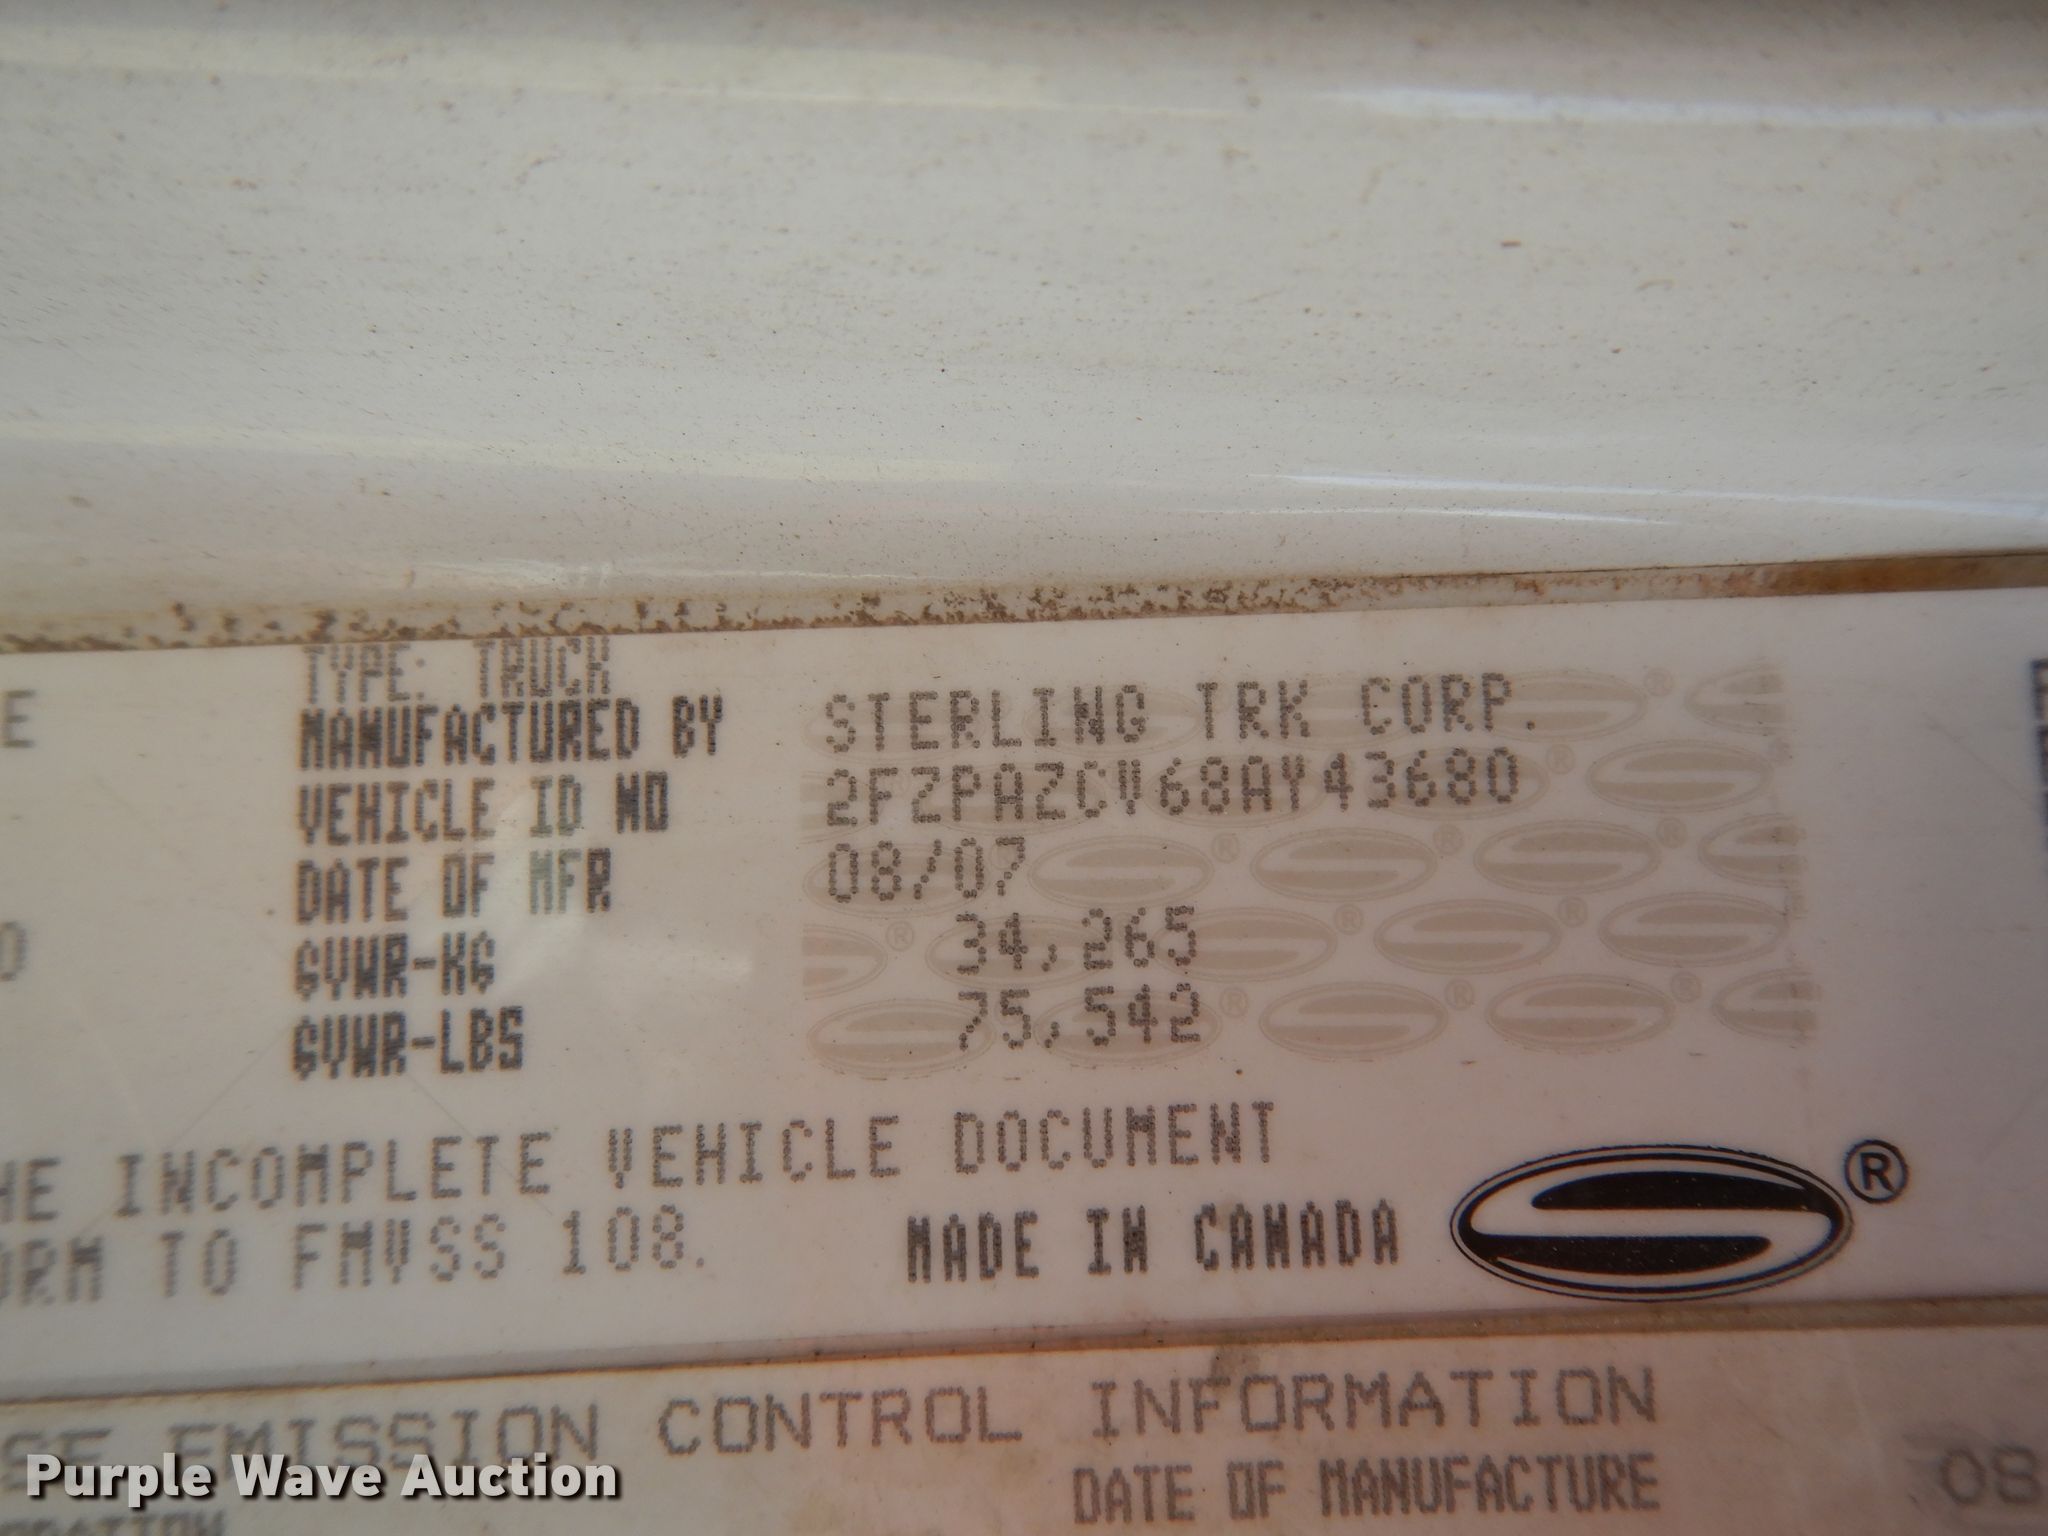 TYPE: TRUCK
MANUFACTURED BY STERLING TRK CORP.
VEHICLE ID NO 2FZPAZCV68AY43680
DATE OF MFR 08/07
GVWR-KG 34,265
GVWR-LBS 75,542
HE INCOMPLETE VEHICLE DOCUMENT
ORM TO FMVSS 108. MADE IN CANADA
®
EMISSION CONTROL INFORMATION
DATE OF MANUFACTURE 08
Purple Wave Auction